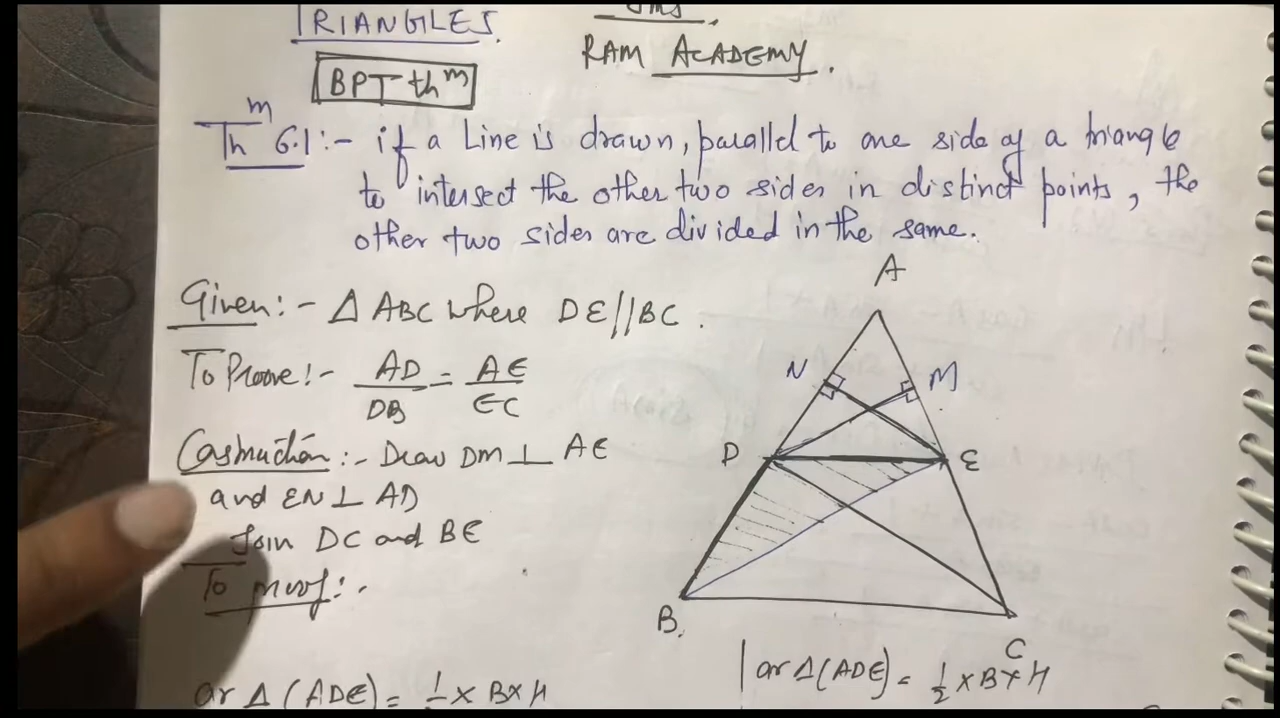 TRIANGLES.
RAM ACADEMY.
BPT thm
Thm 6.1:- if a Line is drawn, parallel to one side of a triangle
to intersect the other two sides in distinct points, the
other two sides are divided in the same.
Given:- Δ ABC where DE//BC.
To Prove:- AD/DB = AE/EC
Castruction:- Draw DM ⊥ AE
and EN ⊥ AD
Join DC and BE
To proof:-
A
N
M
D
E
B.
C
ar Δ (ADE) = 1/2 × B×H
ar Δ(ADE) = 1/2 × B×H